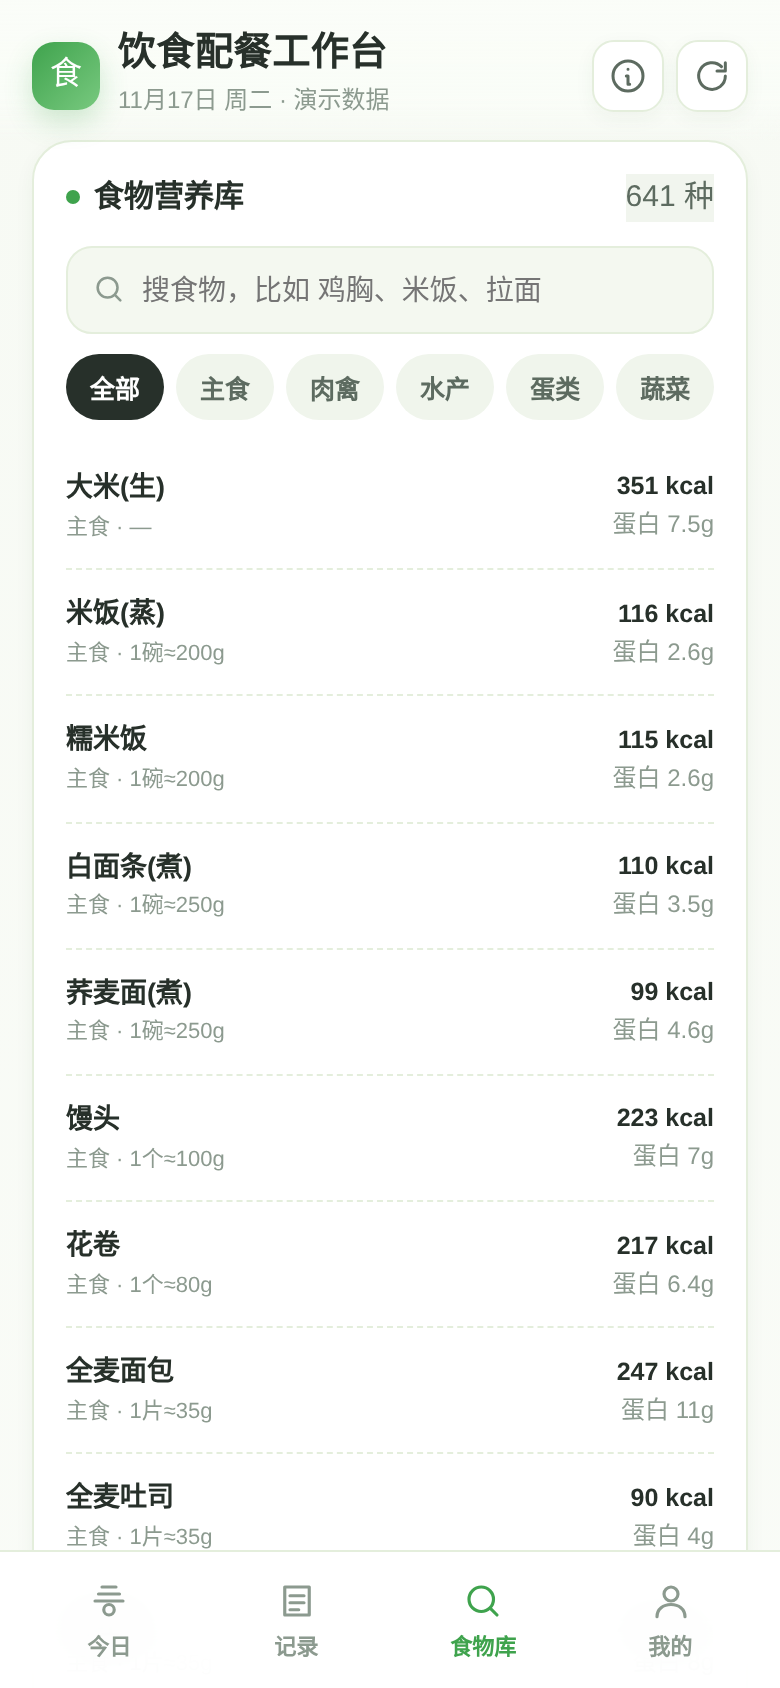 食
饮食配餐工作台
11月17日 周二 · 演示数据
食物营养库
641 种
搜食物，比如 鸡胸、米饭、拉面
全部 主食 肉禽 水产 蛋类 蔬菜
大米(生)
351 kcal
主食 · —
蛋白 7.5g
米饭(蒸)
116 kcal
主食 · 1碗≈200g
蛋白 2.6g
糯米饭
115 kcal
主食 · 1碗≈200g
蛋白 2.6g
白面条(煮)
110 kcal
主食 · 1碗≈250g
蛋白 3.5g
荞麦面(煮)
99 kcal
主食 · 1碗≈250g
蛋白 4.6g
馒头
223 kcal
主食 · 1个≈100g
蛋白 7g
花卷
217 kcal
主食 · 1个≈80g
蛋白 6.4g
全麦面包
247 kcal
主食 · 1片≈35g
蛋白 11g
全麦吐司
90 kcal
主食 · 1片≈35g
蛋白 4g
今日 记录 食物库 我的